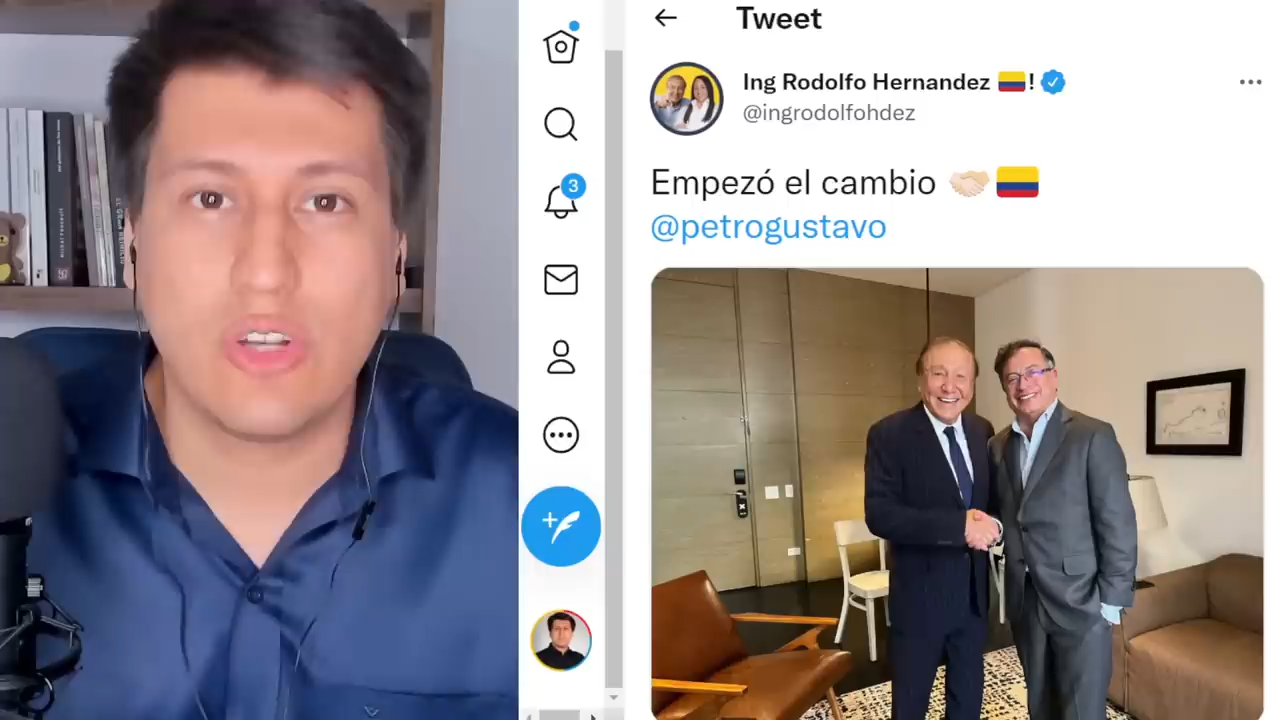 Tweet
Ing Rodolfo Hernandez 🇨🇴!
@ingrodolfohdez
Empezó el cambio 🤝🏻🇨🇴
@petrogustavo
3